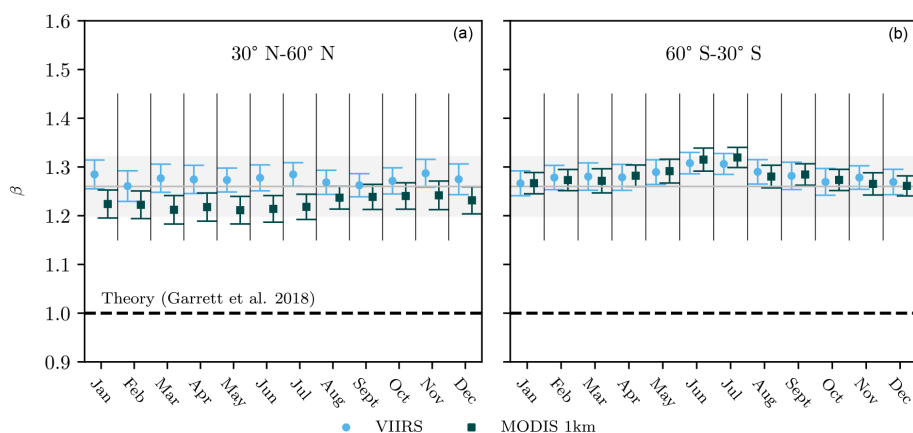 (a)
(b)
30° N-60° N
60° S-30° S
1.6
1.5
1.4
1.3
1.2
1.1
1.0
0.9
β
Theory (Garrett et al. 2018)
Jan Feb Mar Apr May Jun Jul Aug Sept Oct Nov Dec
Jan Feb Mar Apr May Jun Jul Aug Sept Oct Nov Dec
VIIRS MODIS 1km